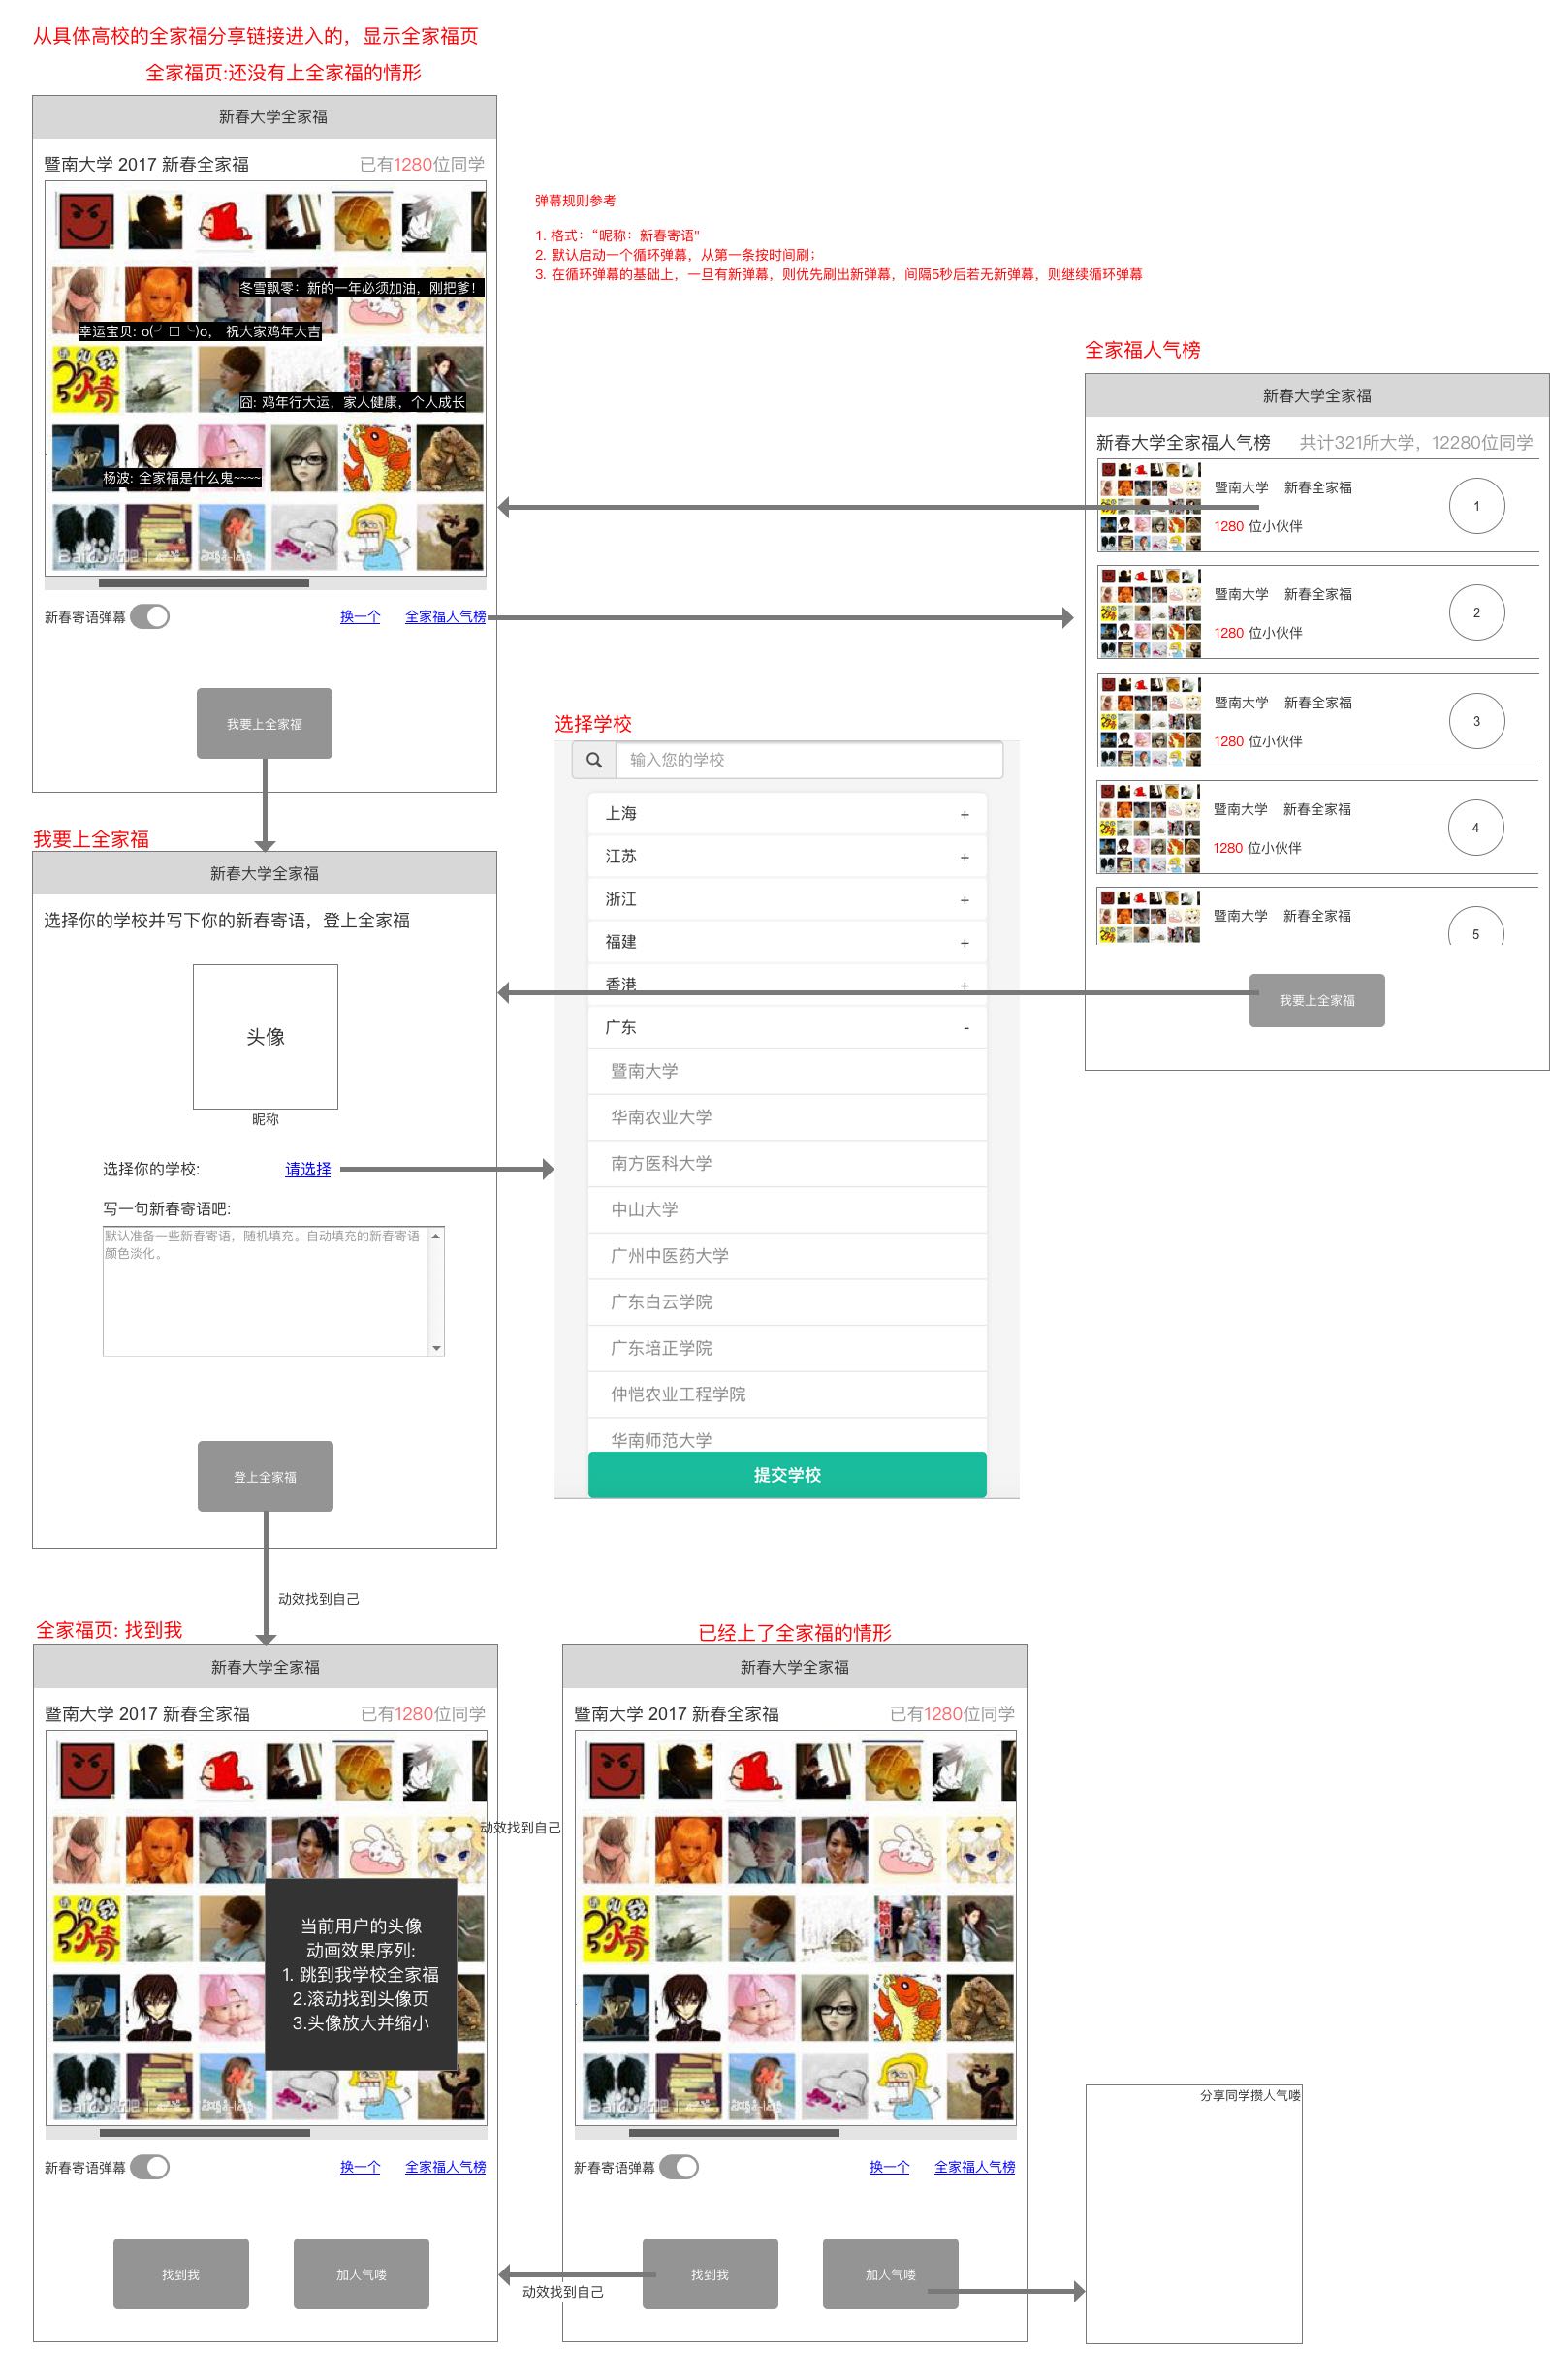 从具体高校的全家福分享链接进入的，显示全家福页
全家福页:还没有上全家福的情形
新春大学全家福
暨南大学 2017 新春全家福
已有1280位同学
冬雪飘零：新的一年必须加油，刚把爹！
幸运宝贝: o(╯□╰)o， 祝大家鸡年大吉
囧: 鸡年行大运，家人健康，个人成长
杨波: 全家福是什么鬼~~~~
新春寄语弹幕
换一个
全家福人气榜
我要上全家福
弹幕规则参考
1. 格式：“昵称：新春寄语"
2. 默认启动一个循环弹幕，从第一条按时间刷；
3. 在循环弹幕的基础上，一旦有新弹幕，则优先刷出新弹幕，间隔5秒后若无新弹幕，则继续循环弹幕
全家福人气榜
新春大学全家福
新春大学全家福人气榜
共计321所大学，12280位同学
暨南大学 新春全家福
1280 位小伙伴
1
暨南大学 新春全家福
1280 位小伙伴
2
暨南大学 新春全家福
1280 位小伙伴
3
暨南大学 新春全家福
1280 位小伙伴
4
暨南大学 新春全家福
5
我要上全家福
选择学校
输入您的学校
上海 +
江苏 +
浙江 +
福建 +
香港 +
广东 -
暨南大学
华南农业大学
南方医科大学
中山大学
广州中医药大学
广东白云学院
广东培正学院
仲恺农业工程学院
华南师范大学
提交学校
我要上全家福
新春大学全家福
选择你的学校并写下你的新春寄语，登上全家福
头像
昵称
选择你的学校:
请选择
写一句新春寄语吧:
默认准备一些新春寄语，随机填充。自动填充的新春寄语
颜色淡化。
登上全家福
动效找到自己
全家福页: 找到我
新春大学全家福
暨南大学 2017 新春全家福
已有1280位同学
动效找到自己
当前用户的头像
动画效果序列:
1. 跳到我学校全家福
2.滚动找到头像页
3.头像放大并缩小
新春寄语弹幕
换一个
全家福人气榜
找到我
加人气喽
动效找到自己
已经上了全家福的情形
新春大学全家福
暨南大学 2017 新春全家福
已有1280位同学
新春寄语弹幕
换一个
全家福人气榜
找到我
加人气喽
分享同学攒人气喽